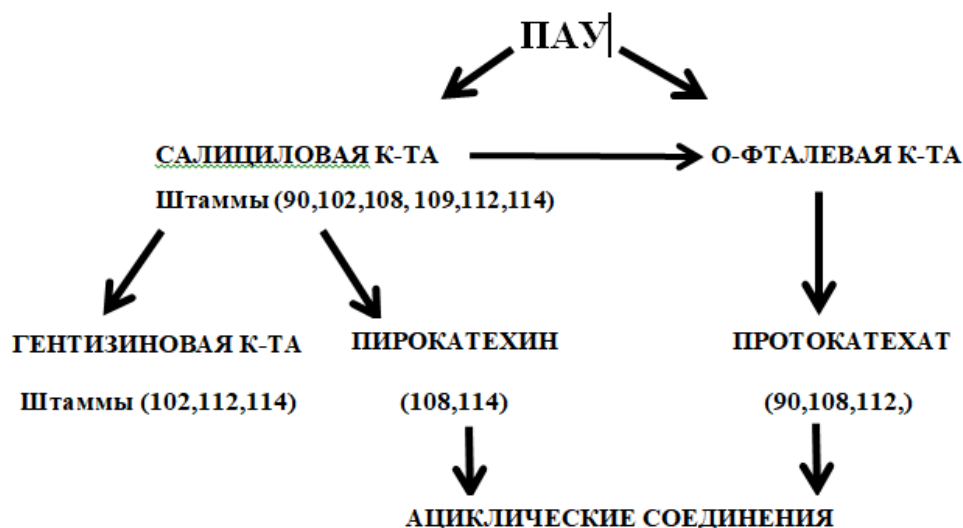 ПАУ
САЛИЦИЛОВАЯ К-ТА О-ФТАЛЕВАЯ К-ТА
Штаммы (90,102,108, 109,112,114)
ГЕНТИЗИНОВАЯ К-ТА ПИРОКАТЕХИН ПРОТОКАТЕХАТ
Штаммы (102,112,114) (108,114) (90,108,112,)
АЦИКЛИЧЕСКИЕ СОЕДИНЕНИЯ